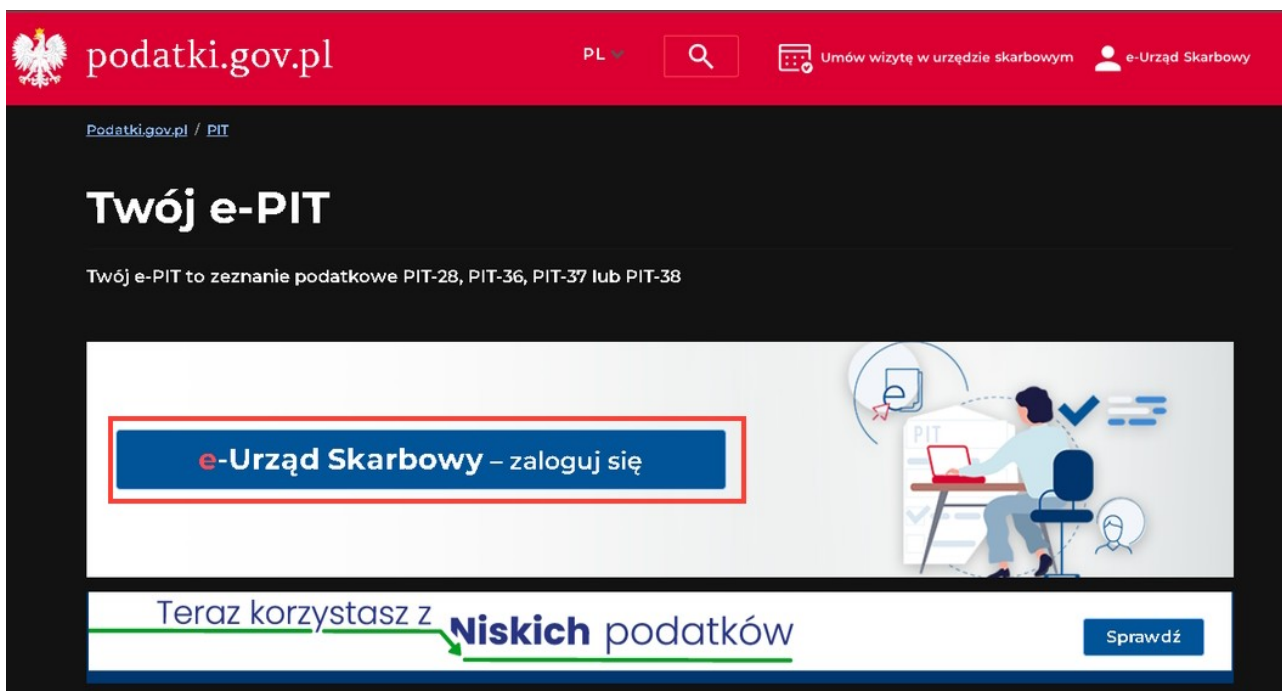 podatki.gov.pl
PL
Umów wizytę w urzędzie skarbowym
e-Urząd Skarbowy
Podatki.gov.pl / PIT
Twój e-PIT
Twój e-PIT to zeznanie podatkowe PIT-28, PIT-36, PIT-37 lub PIT-38
e-Urząd Skarbowy – zaloguj się
e
PIT
Teraz korzystasz z Niskich podatków
Sprawdź